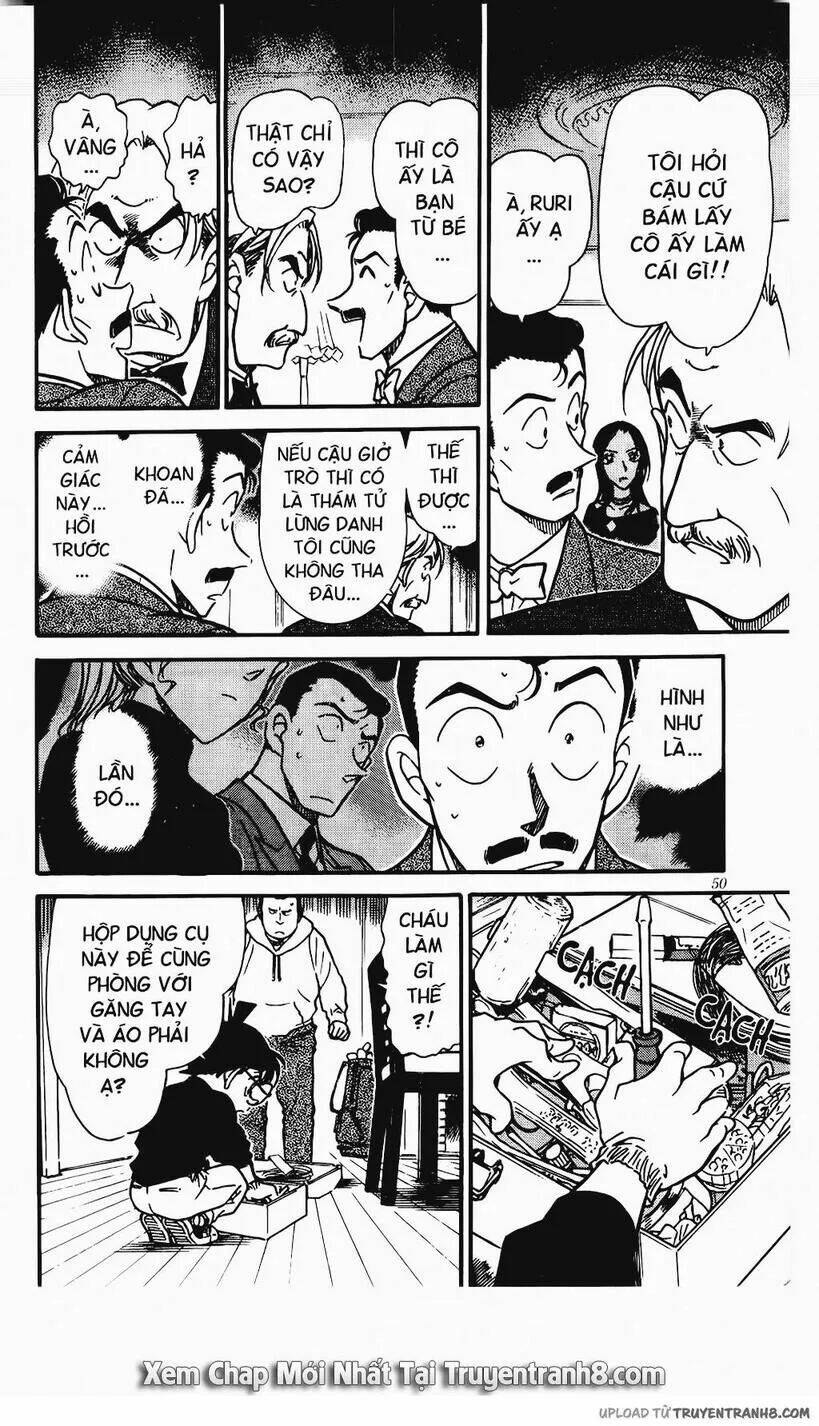 TÔI HỎI
CẬU CỨ
BÁM LẤY
CÔ ẤY LÀM
CÁI GÌ!!
À, RURI
ẤY Ạ
...
THÌ CÔ
ẤY LÀ
BẠN
TỪ BÉ
...
THẬT CHỈ
CÓ VẬY
SAO?
HẢ
?
À,
VÂNG
...
THẾ
THÌ
ĐƯỢC
...
NẾU CẬU GIỞ
TRÒ THÌ CÓ
LÀ THÁM TỬ
LỪNG DANH
TÔI CŨNG
KHÔNG THA
ĐÂU...
KHOAN
ĐÃ...
CẢM
GIÁC
NÀY...
HỒI
TRƯỚC
...
HÌNH
NHƯ
LÀ...
LẦN
ĐÓ...
50
CẠCH
CẠCH
CHÁU
LÀM
GÌ
THẾ
?!
HỘP DỤNG CỤ
NÀY ĐỂ CÙNG
PHÒNG VỚI
GĂNG TAY
VÀ ÁO PHẢI
KHÔNG
Ạ?
Xem Chap Mới Nhất Tại Truyentranh8.com
UPLOAD TỪ TRUYENTRANH8.COM